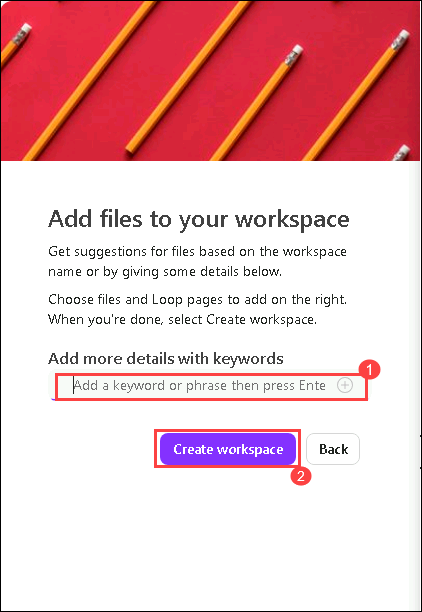 Add files to your workspace
Get suggestions for files based on the workspace
name or by giving some details below.
Choose files and Loop pages to add on the right.
When you're done, select Create workspace.
Add more details with keywords
1
Add a keyword or phrase then press Ente
Create workspace
Back
2